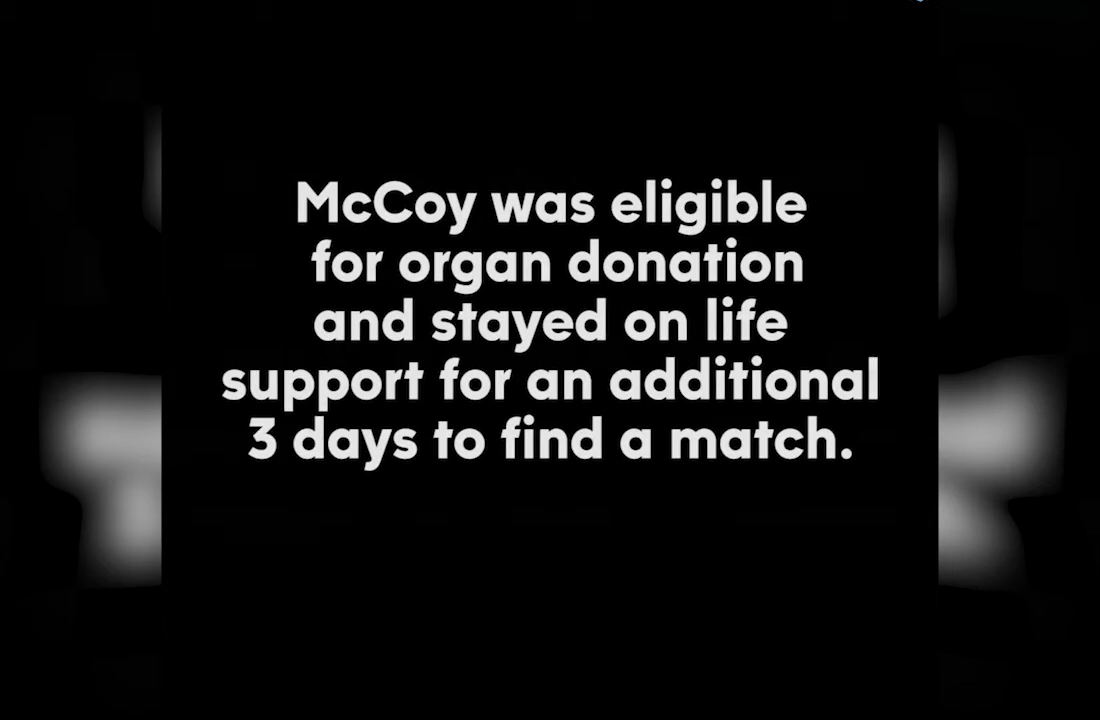 McCoy was eligible
for organ donation
and stayed on life
support for an additional
3 days to find a match.